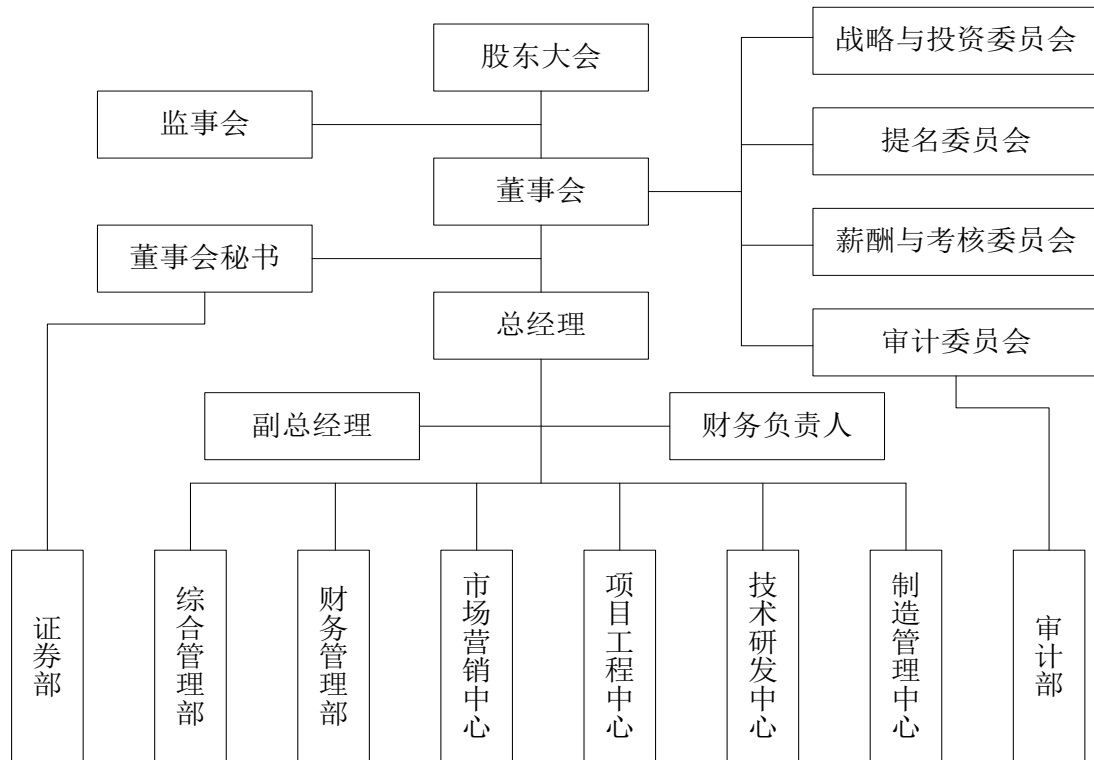 股东大会
战略与投资委员会
监事会
提名委员会
董事会
董事会秘书
薪酬与考核委员会
总经理
审计委员会
副总经理
财务负责人
证券部
综合管理部
财务管理部
市场营销中心
项目工程中心
技术研发中心
制造管理中心
审计部